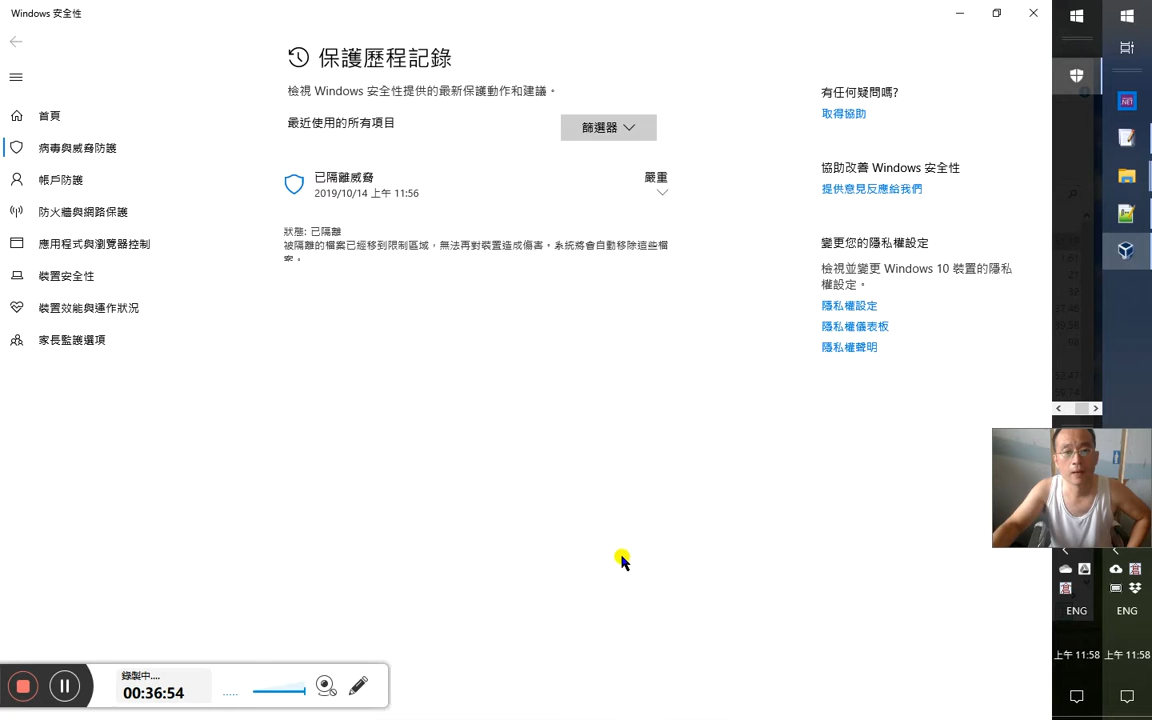 Windows 安全性
保護歷程記錄
檢視 Windows 安全性提供的最新保護動作和建議。
最近使用的所有項目
篩選器
已隔離威脅
嚴重
2019/10/14 上午 11:56
狀態: 已隔離
被隔離的檔案已經移到限制區域，無法再對裝置造成傷害。系統將會自動移除這些檔
案。
首頁
病毒與威脅防護
帳戶防護
防火牆與網路保護
應用程式與瀏覽器控制
裝置安全性
裝置效能與運作狀況
家長監護選項
有任何疑問嗎?
取得協助
協助改善 Windows 安全性
提供意見反應給我們
變更您的隱私權設定
檢視並變更 Windows 10 裝置的隱私
權設定。
隱私權設定
隱私權儀表板
隱私權聲明
錄製中....
00:36:54
ENG
ENG
上午 11:58
上午 11:58